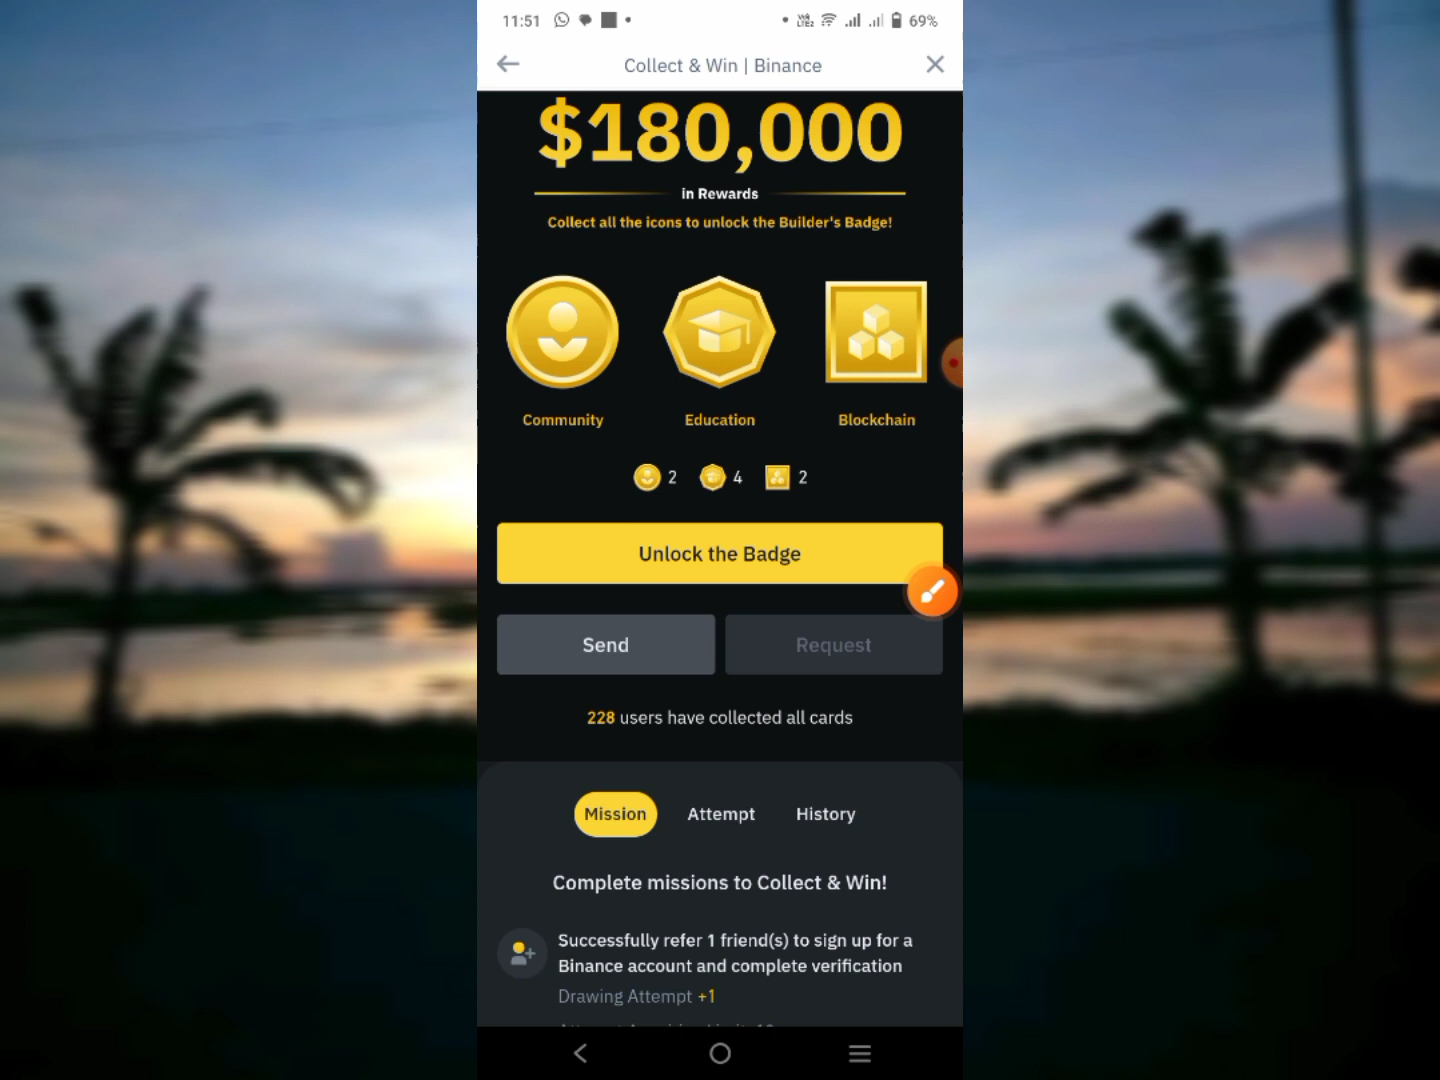 11:51 69%
Collect & Win | Binance
$180,000
in Rewards
Collect all the icons to unlock the Builder's Badge!
Community Education Blockchain
2 4 2
Unlock the Badge
Send Request
228 users have collected all cards
Mission Attempt History
Complete missions to Collect & Win!
Successfully refer 1 friend(s) to sign up for a
Binance account and complete verification
Drawing Attempt +1